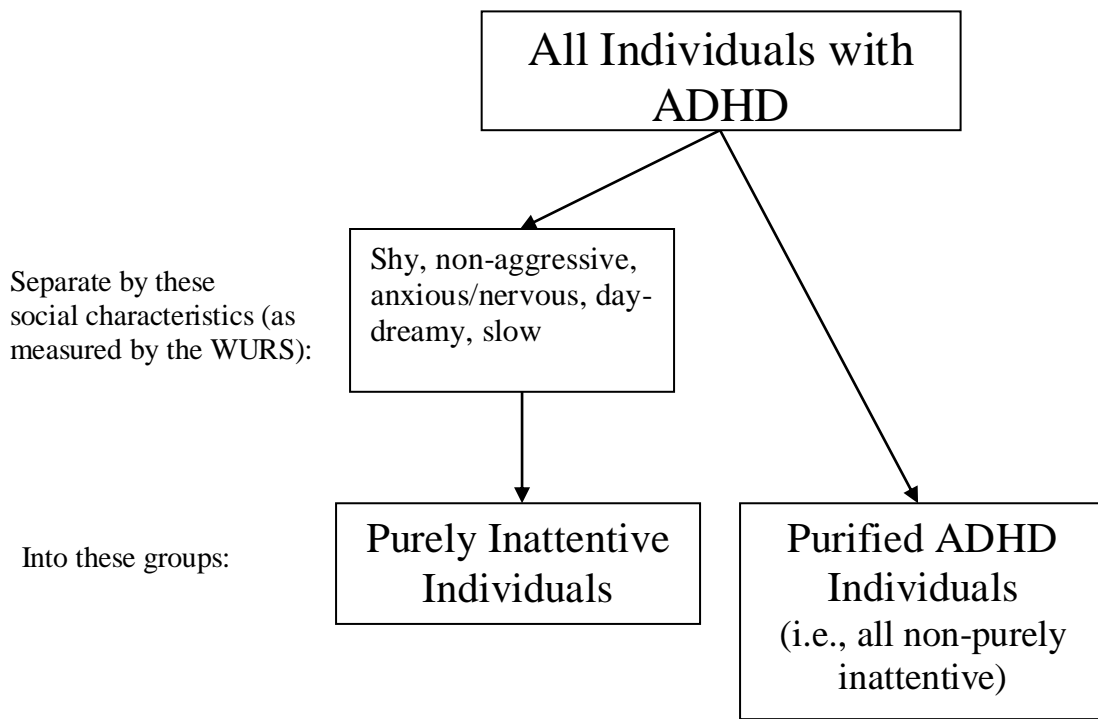 All Individuals with
ADHD
Separate by these
social characteristics (as
measured by the WURS):
Shy, non-aggressive,
anxious/nervous, day-
dreamy, slow
Into these groups:
Purely Inattentive
Individuals
Purified ADHD
Individuals
(i.e., all non-purely
inattentive)